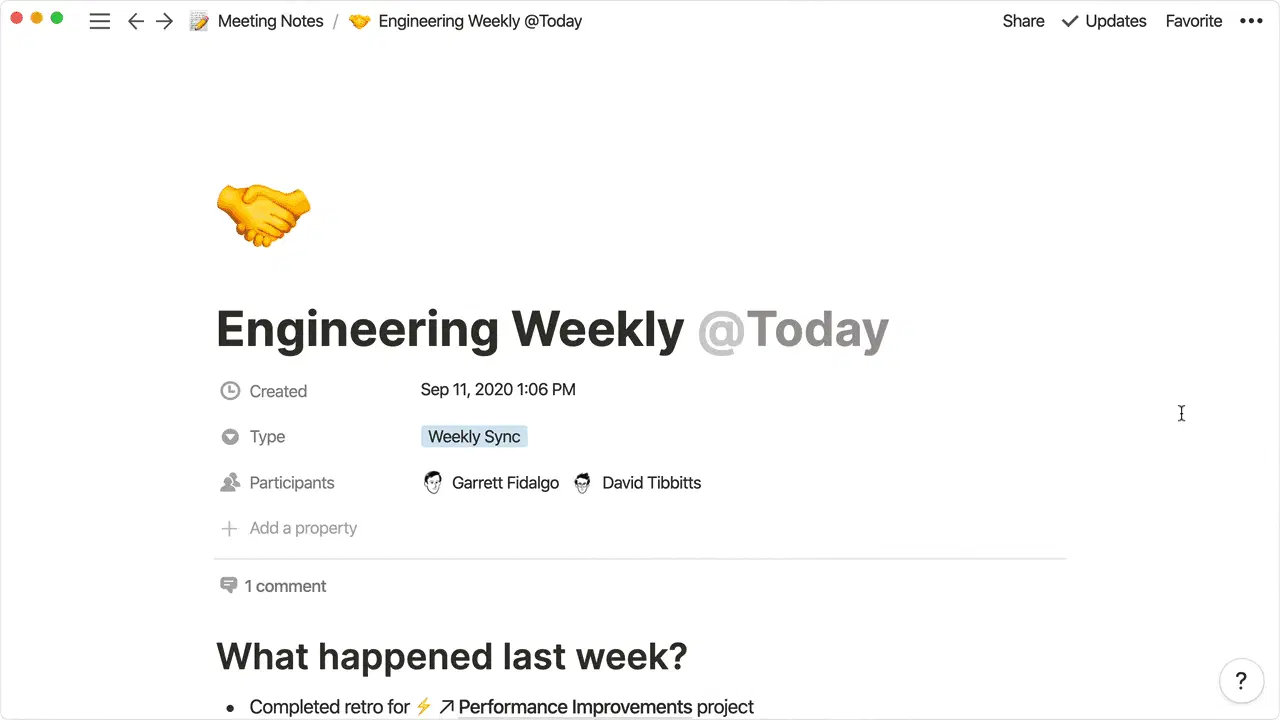 Meeting Notes / Engineering Weekly @Today Share Updates Favorite
Engineering Weekly @Today
Created Sep 11, 2020 1:06 PM
Type Weekly Sync
Participants Garrett Fidalgo David Tibbitts
Add a property
1 comment
What happened last week?
• Completed retro for ⚡ ↗Performance Improvements project
?